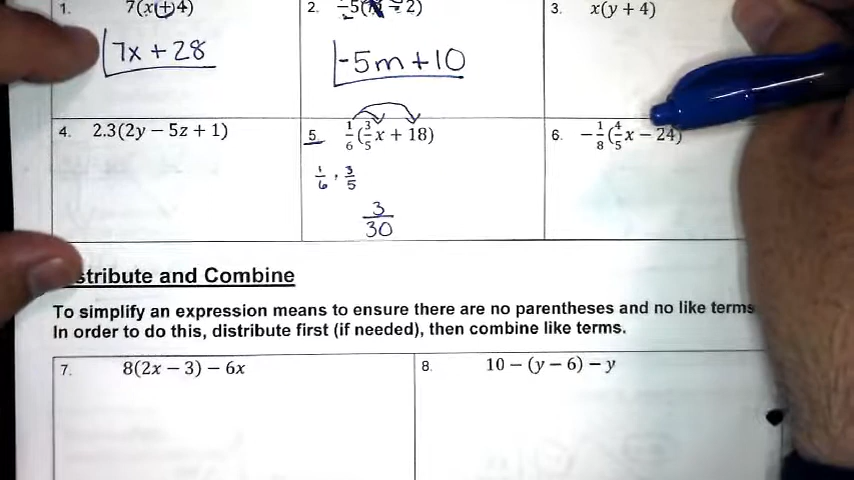 1. 7(x+4)
2. -5( - 2)
3. x(y + 4)
7x + 28
-5m + 10
4. 2.3(2y − 5z + 1)
5. 1/6(3/5x + 18)
6. −1/8(4/5x − 24)
1/6 · 3/5
3/30
stribute and Combine
To simplify an expression means to ensure there are no parentheses and no like terms
In order to do this, distribute first (if needed), then combine like terms.
7. 8(2x − 3) − 6x
8. 10 − (y − 6) − y